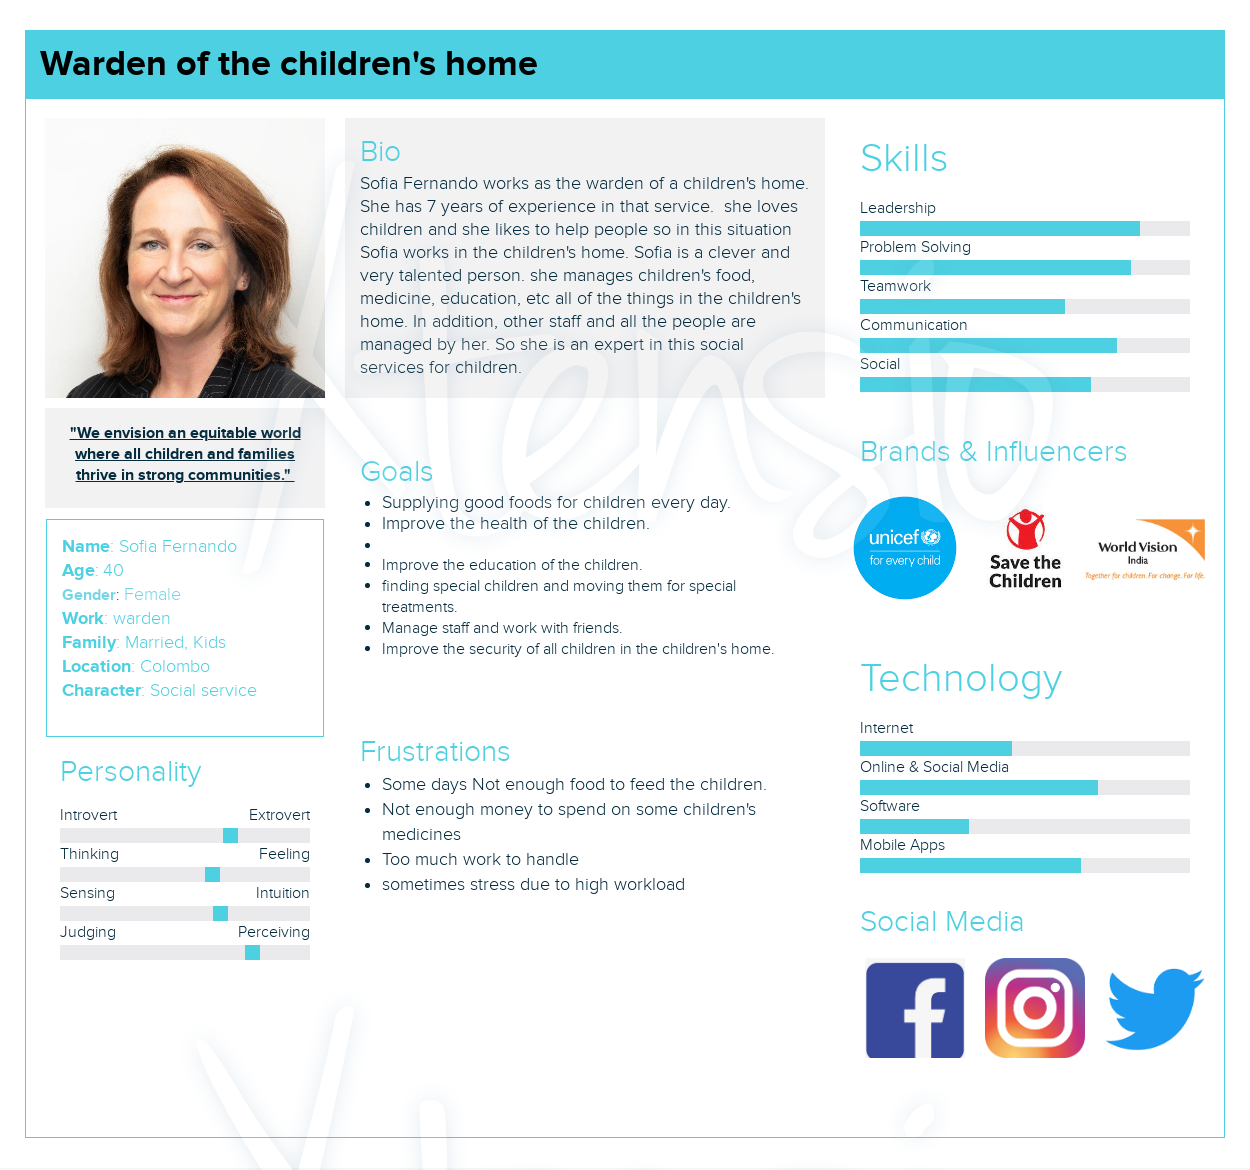 Warden of the children's home
"We envision an equitable world
where all children and families
thrive in strong communities."
Name: Sofia Fernando
Age: 40
Gender: Female
Work: warden
Family: Married, Kids
Location: Colombo
Character: Social service
Personality
Introvert Extrovert
Thinking Feeling
Sensing Intuition
Judging Perceiving
Bio
Sofia Fernando works as the warden of a children's home.
She has 7 years of experience in that service.  she loves
children and she likes to help people so in this situation
Sofia works in the children's home. Sofia is a clever and
very talented person. she manages children's food,
medicine, education, etc all of the things in the children's
home. In addition, other staff and all the people are
managed by her. So she is an expert in this social
services for children.
Goals
• Supplying good foods for children every day.
• Improve the health of the children.
•
• Improve the education of the children.
• finding special children and moving them for special
treatments.
• Manage staff and work with friends.
• Improve the security of all children in the children's home.
Frustrations
• Some days Not enough food to feed the children.
• Not enough money to spend on some children's
medicines
• Too much work to handle
• sometimes stress due to high workload
Skills
Leadership
Problem Solving
Teamwork
Communication
Social
Brands & Influencers
unicef
for every child
Save the
Children
World Vision
India
Together for children. For change. For life.
Technology
Internet
Online & Social Media
Software
Mobile Apps
Social Media
Xtensio